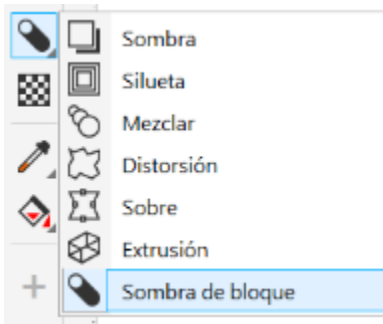 Sombra
Silueta
Mezclar
Distorsión
Sobre
Extrusión
Sombra de bloque